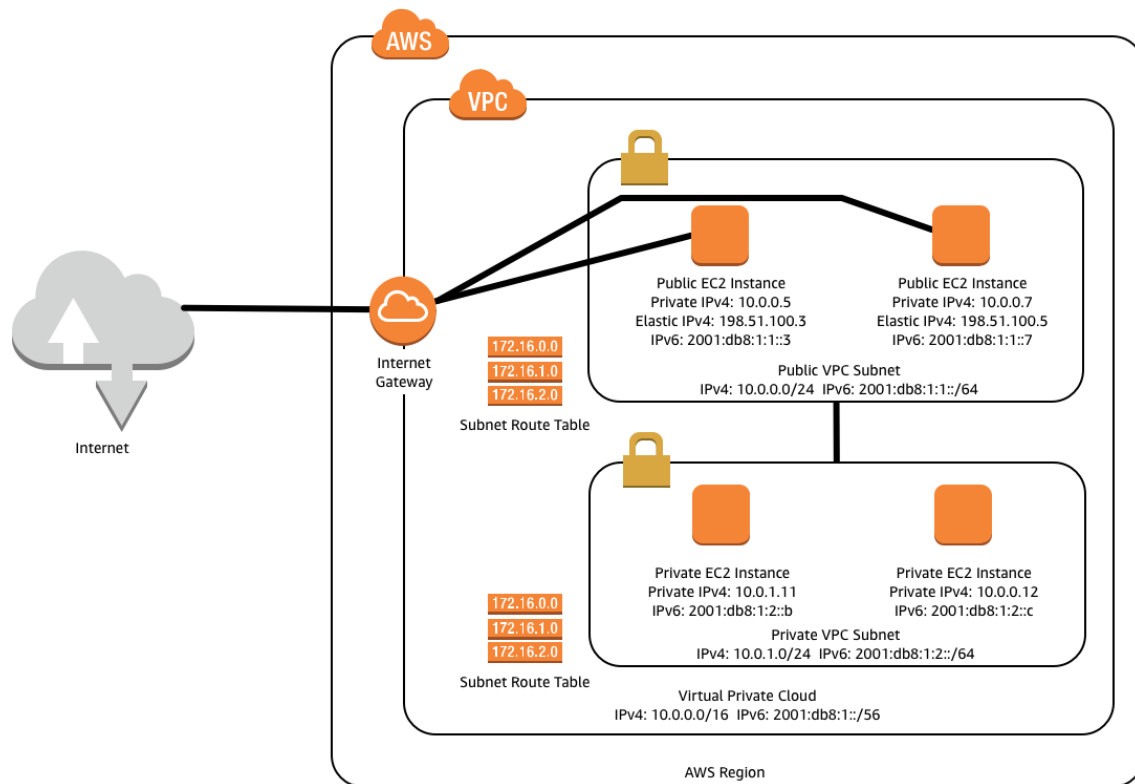 AWS
VPC
Public EC2 Instance
Private IPv4: 10.0.0.5
Elastic IPv4: 198.51.100.3
IPv6: 2001:db8:1:1::3
Public EC2 Instance
Private IPv4: 10.0.0.7
Elastic IPv4: 198.51.100.5
IPv6: 2001:db8:1:1::7
Public VPC Subnet
IPv4: 10.0.0.0/24 IPv6: 2001:db8:1:1::/64
Internet
Gateway
172.16.0.0
172.16.1.0
172.16.2.0
Subnet Route Table
Internet
Private EC2 Instance
Private IPv4: 10.0.1.11
IPv6: 2001:db8:1:2::b
Private EC2 Instance
Private IPv4: 10.0.0.12
IPv6: 2001:db8:1:2::c
Private VPC Subnet
IPv4: 10.0.1.0/24 IPv6: 2001:db8:1:2::/64
172.16.0.0
172.16.1.0
172.16.2.0
Subnet Route Table
Virtual Private Cloud
IPv4: 10.0.0.0/16 IPv6: 2001:db8:1::/56
AWS Region